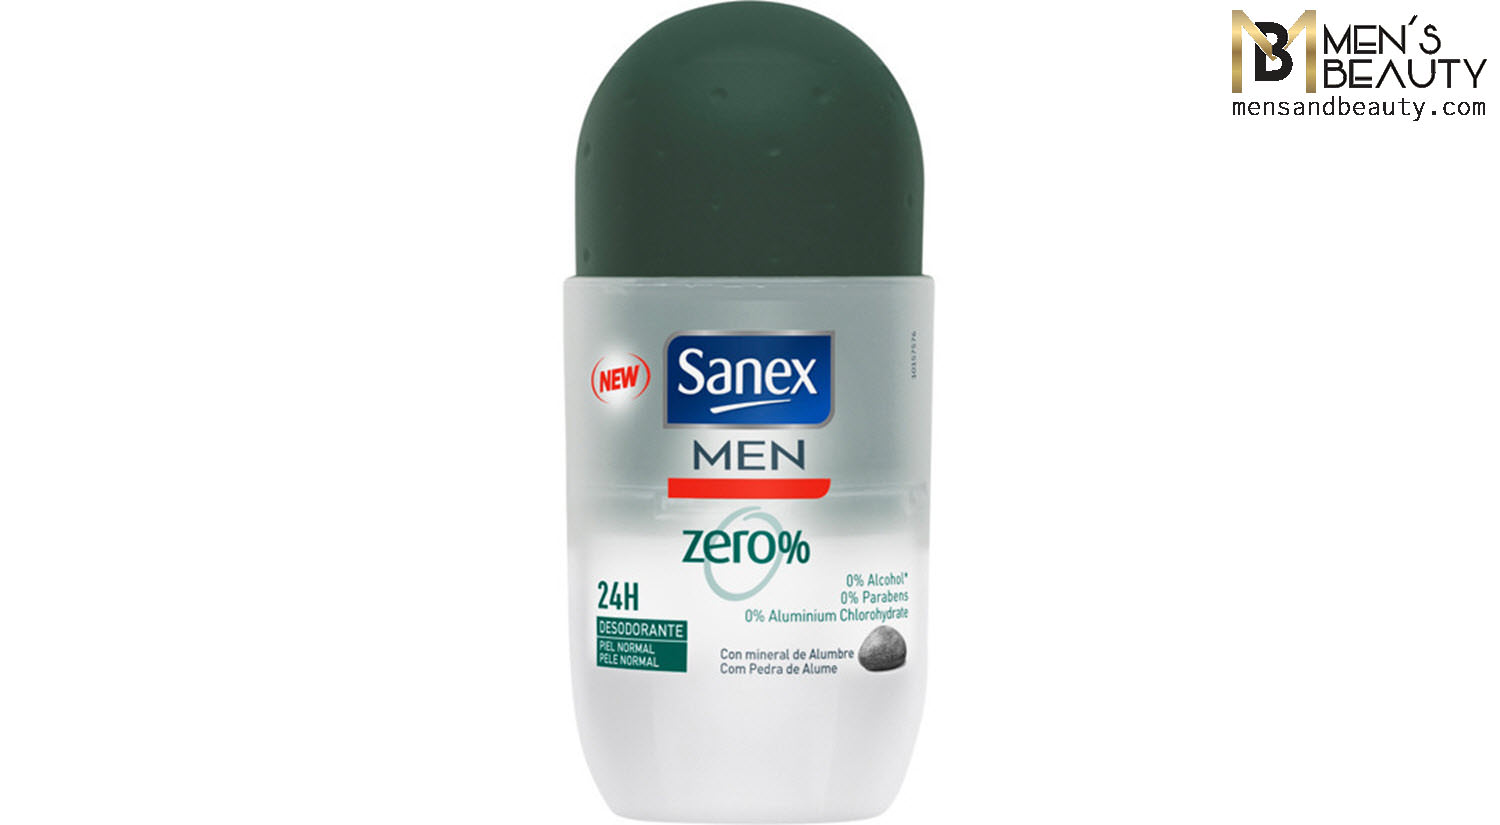 MEN´S
BEAUTY
mensandbeauty.com
NEW
Sanex
MEN
zero%
24H
DESODORANTE
PIEL NORMAL
PELE NORMAL
0% Alcohol*
0% Parabens
0% Aluminium Chlorohydrate
Con mineral de Alumbre
Com Pedra de Alume
10157576